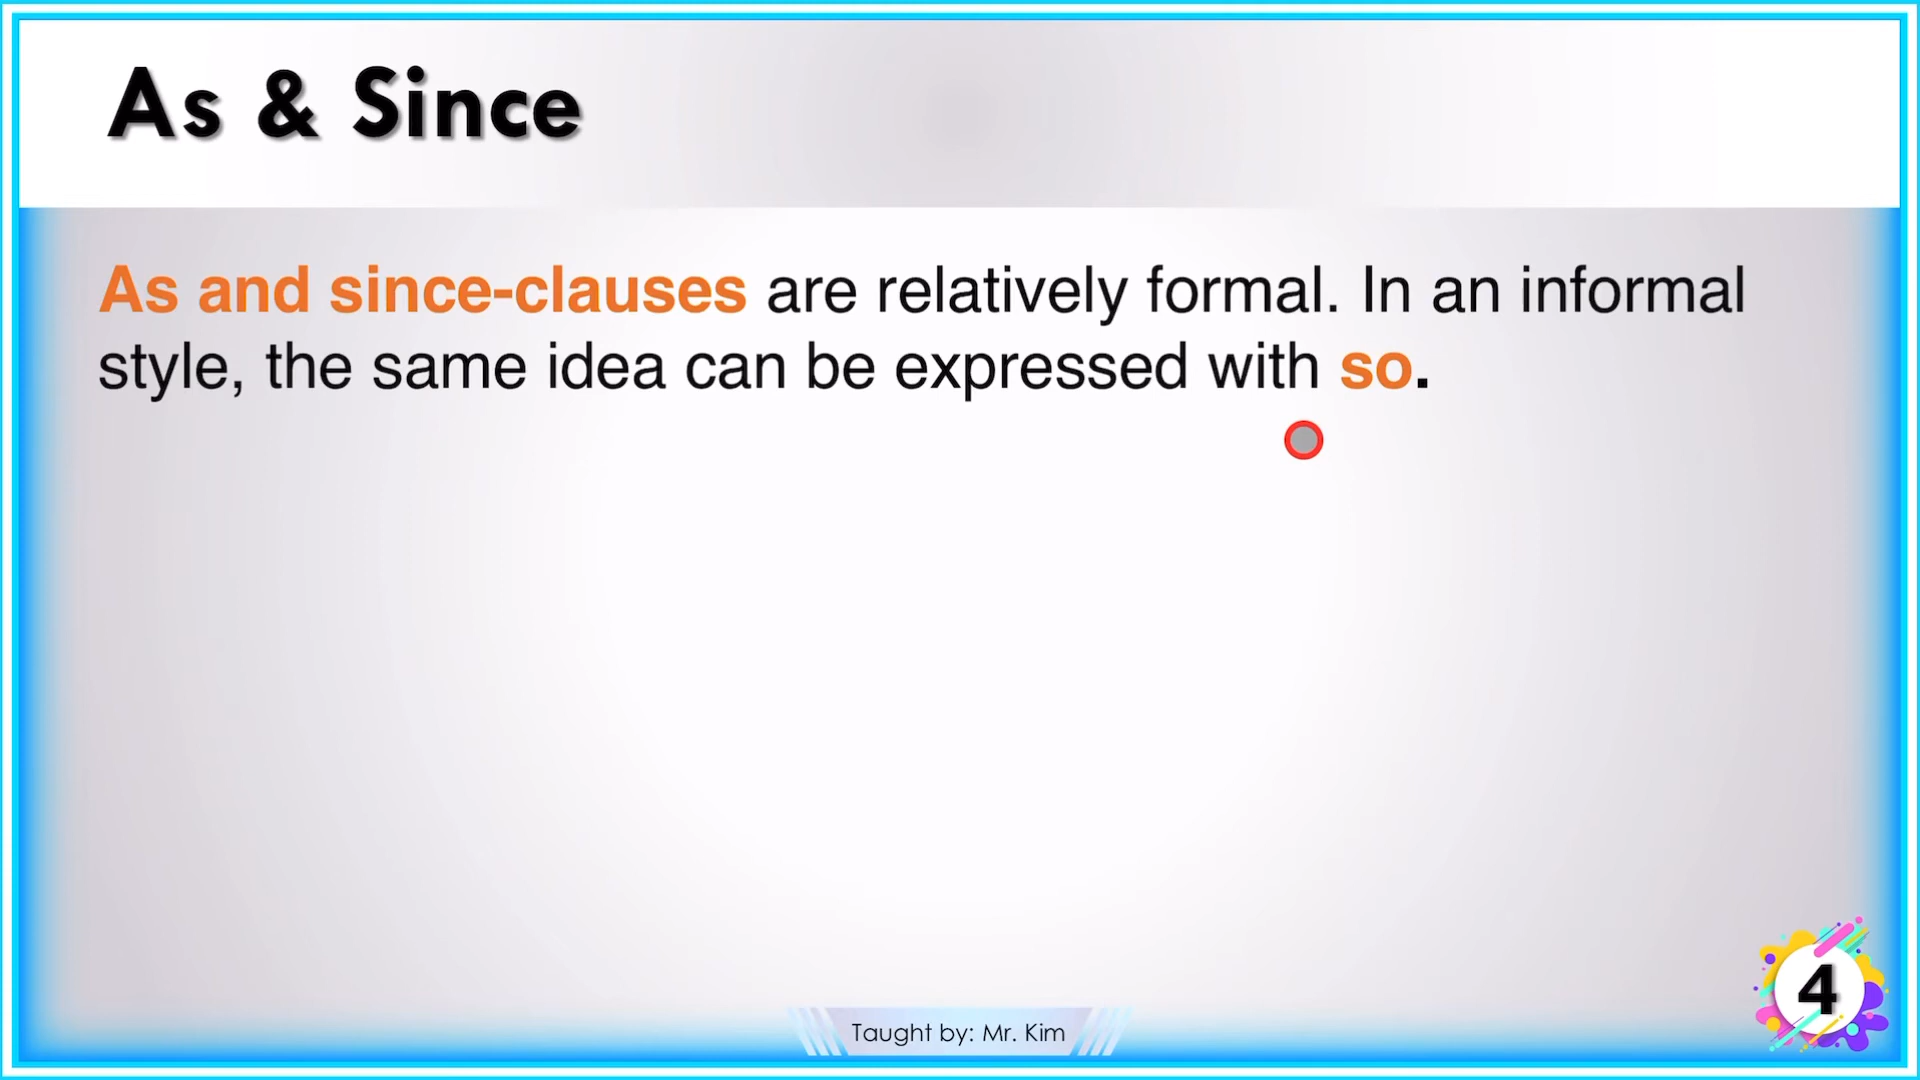 As & Since
As and since-clauses are relatively formal. In an informal
style, the same idea can be expressed with so.
Taught by: Mr. Kim
4